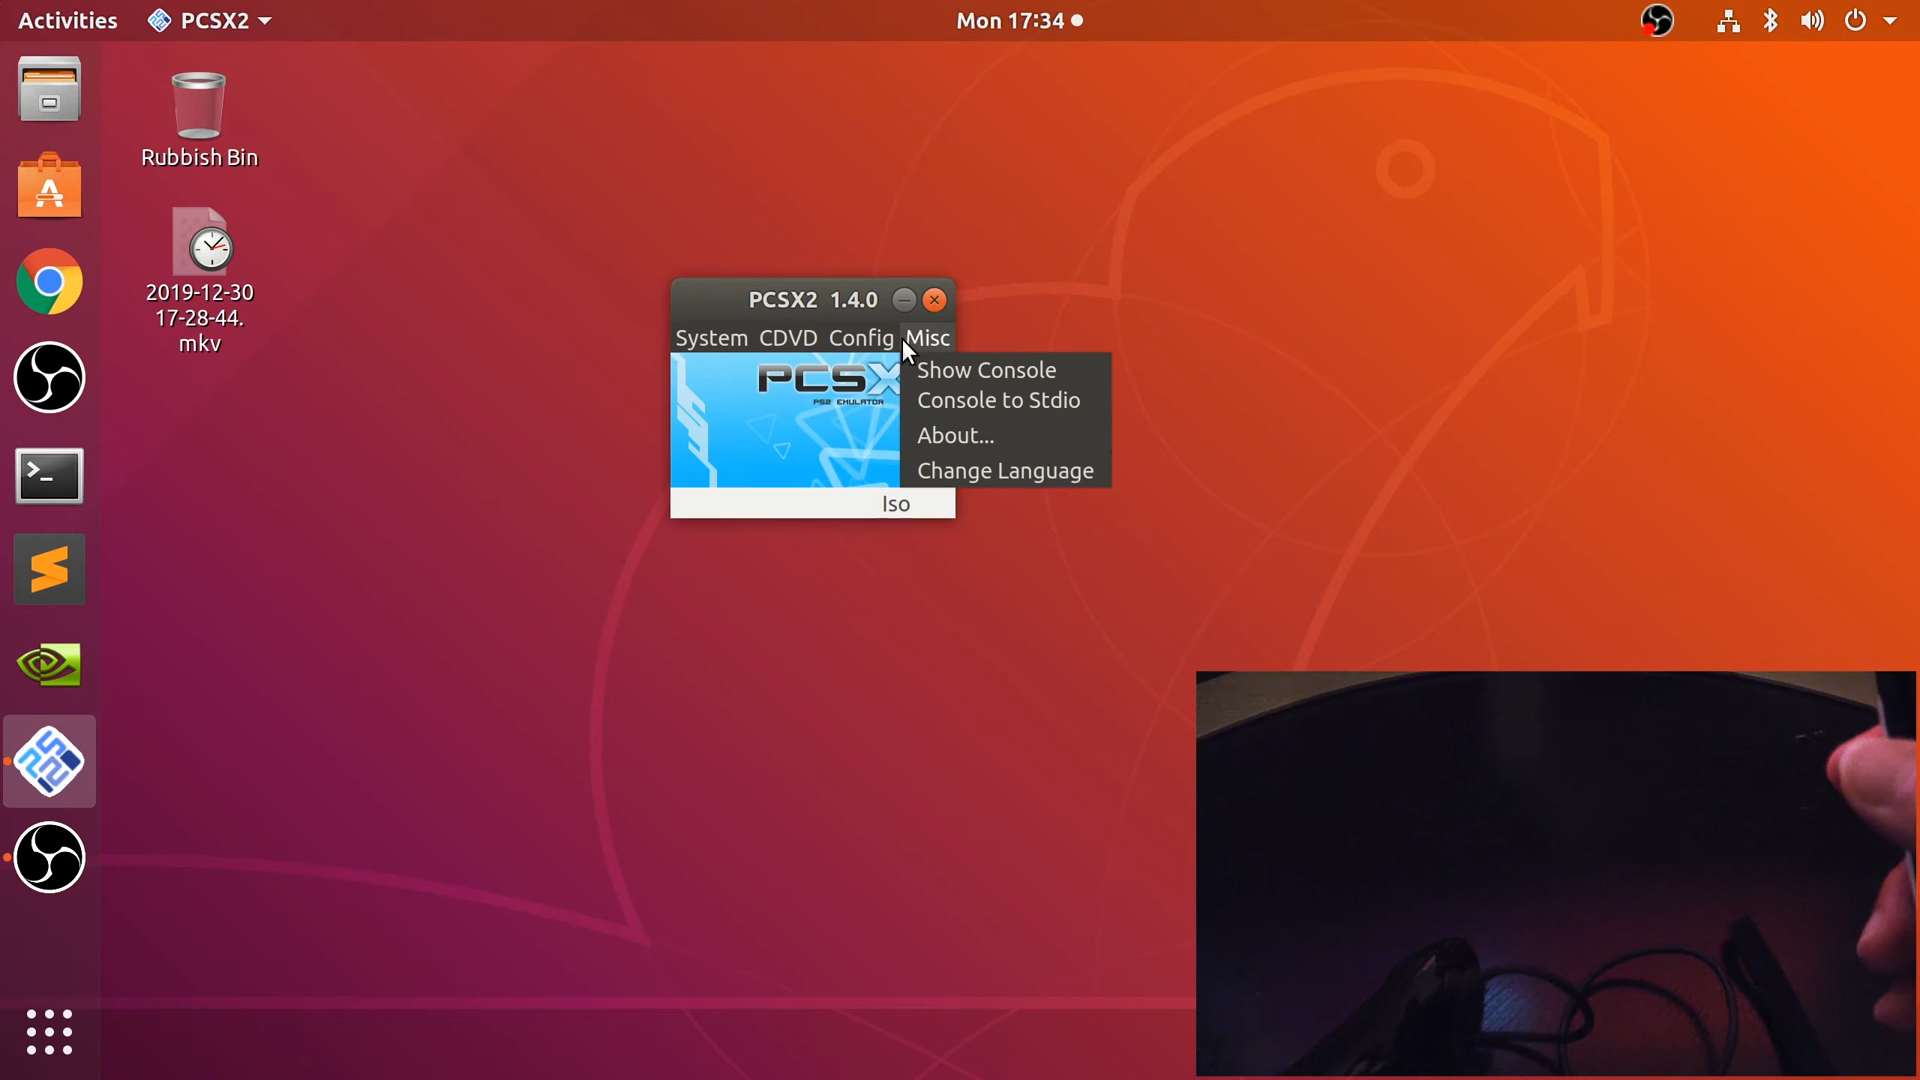 Activities PCSX2 Mon 17:34
Rubbish Bin
2019-12-30
17-28-44.
mkv
PCSX2 1.4.0
System CDVD Config Misc
PCSX
PS2 EMULATOR
Show Console
Console to Stdio
About...
Change Language
Iso